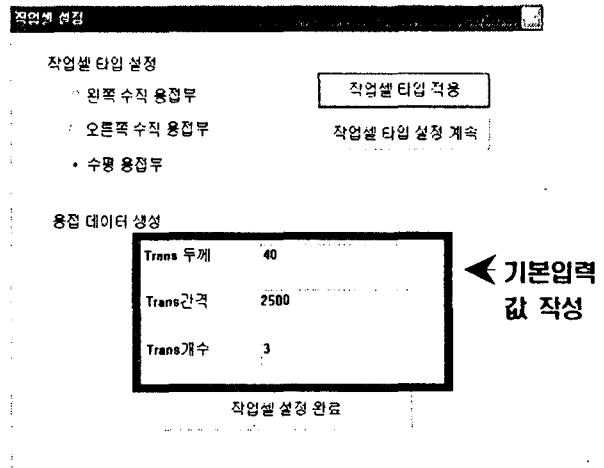 작업셀 설정
작업셀 타입 설정
왼쪽 수직 용접부
작업셀 타입 적용
오른쪽 수직 용접부
작업셀 타입 설정 계속
수평 용접부
용접 데이터 생성
Trans 두께 40
Trans간격 2500
Trans개수 3
기본입력
값 작성
작업셀 설정 완료